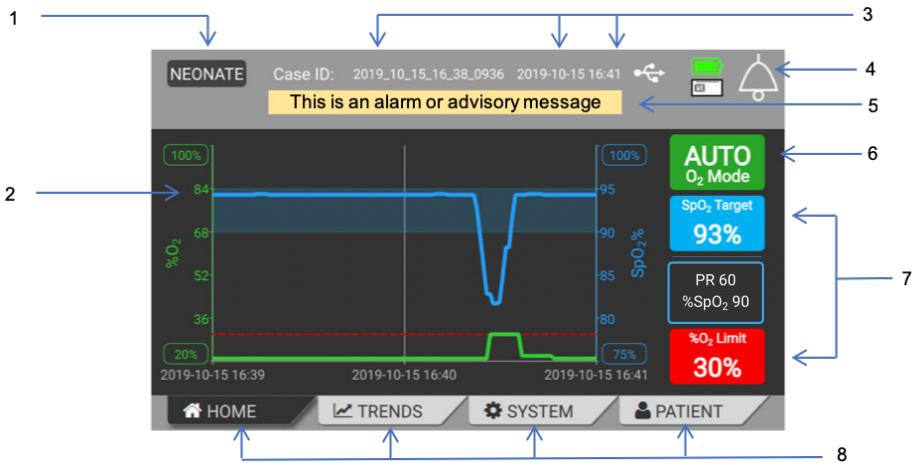 1
3
NEONATE
Case ID: 2019_10_15_16_38_0936 2019-10-15 16:41
4
This is an alarm or advisory message
5
100%
100%
AUTO
O₂ Mode
6
2
84
95
SpO₂ Target
93%
68
90
%O₂
SpO₂%
7
52
85
PR 60
%SpO₂ 90
36
80
%O₂ Limit
30%
20%
75%
2019-10-15 16:39
2019-10-15 16:40
2019-10-15 16:41
HOME
TRENDS
SYSTEM
PATIENT
8